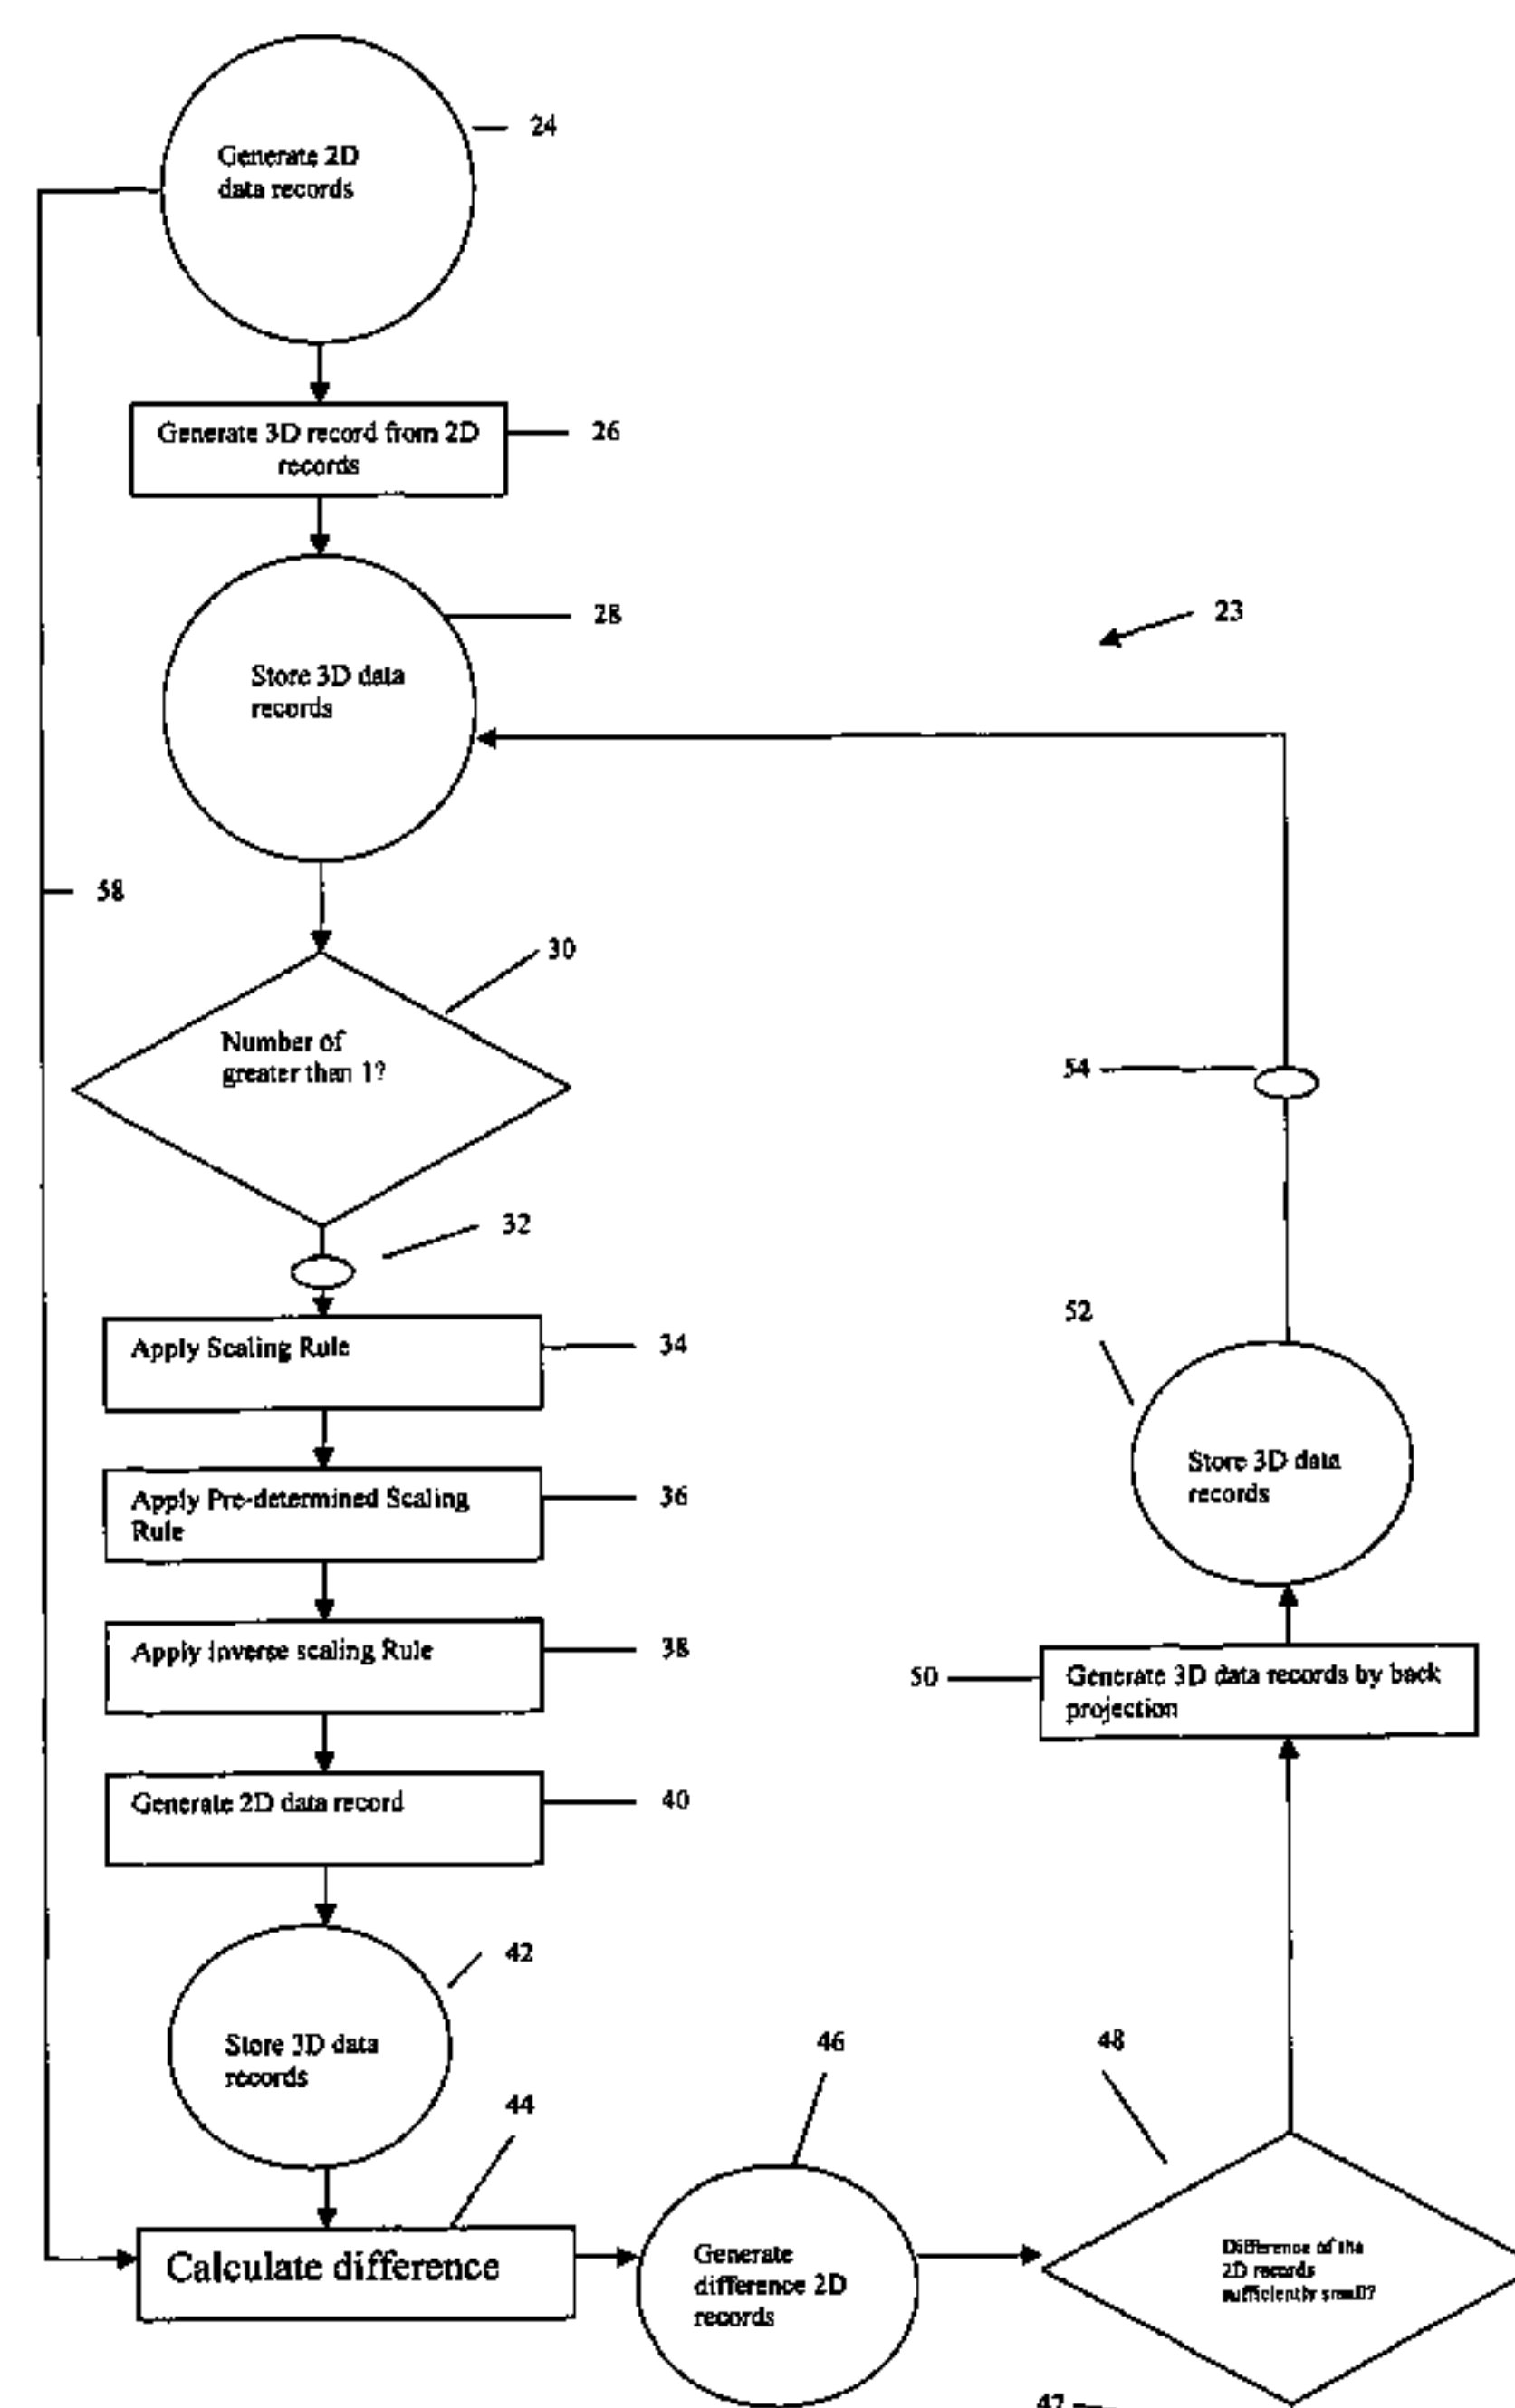 24
Generate 2D
data records
Generate 3D record from 2D
records
26
28
23
Store 3D data
records
58
30
Number of
greater than 1?
54
32
52
Apply Scaling Rule
34
Store 3D data
records
Apply Pre-determined Scaling
Rule
36
Apply inverse scaling Rule
38
50
Generate 3D data records by back
projection
Generate 2D data record
40
42
Store 3D data
records
46
48
44
Calculate difference
Generate
difference 2D
records
Difference of the
2D records
sufficiently small?
47